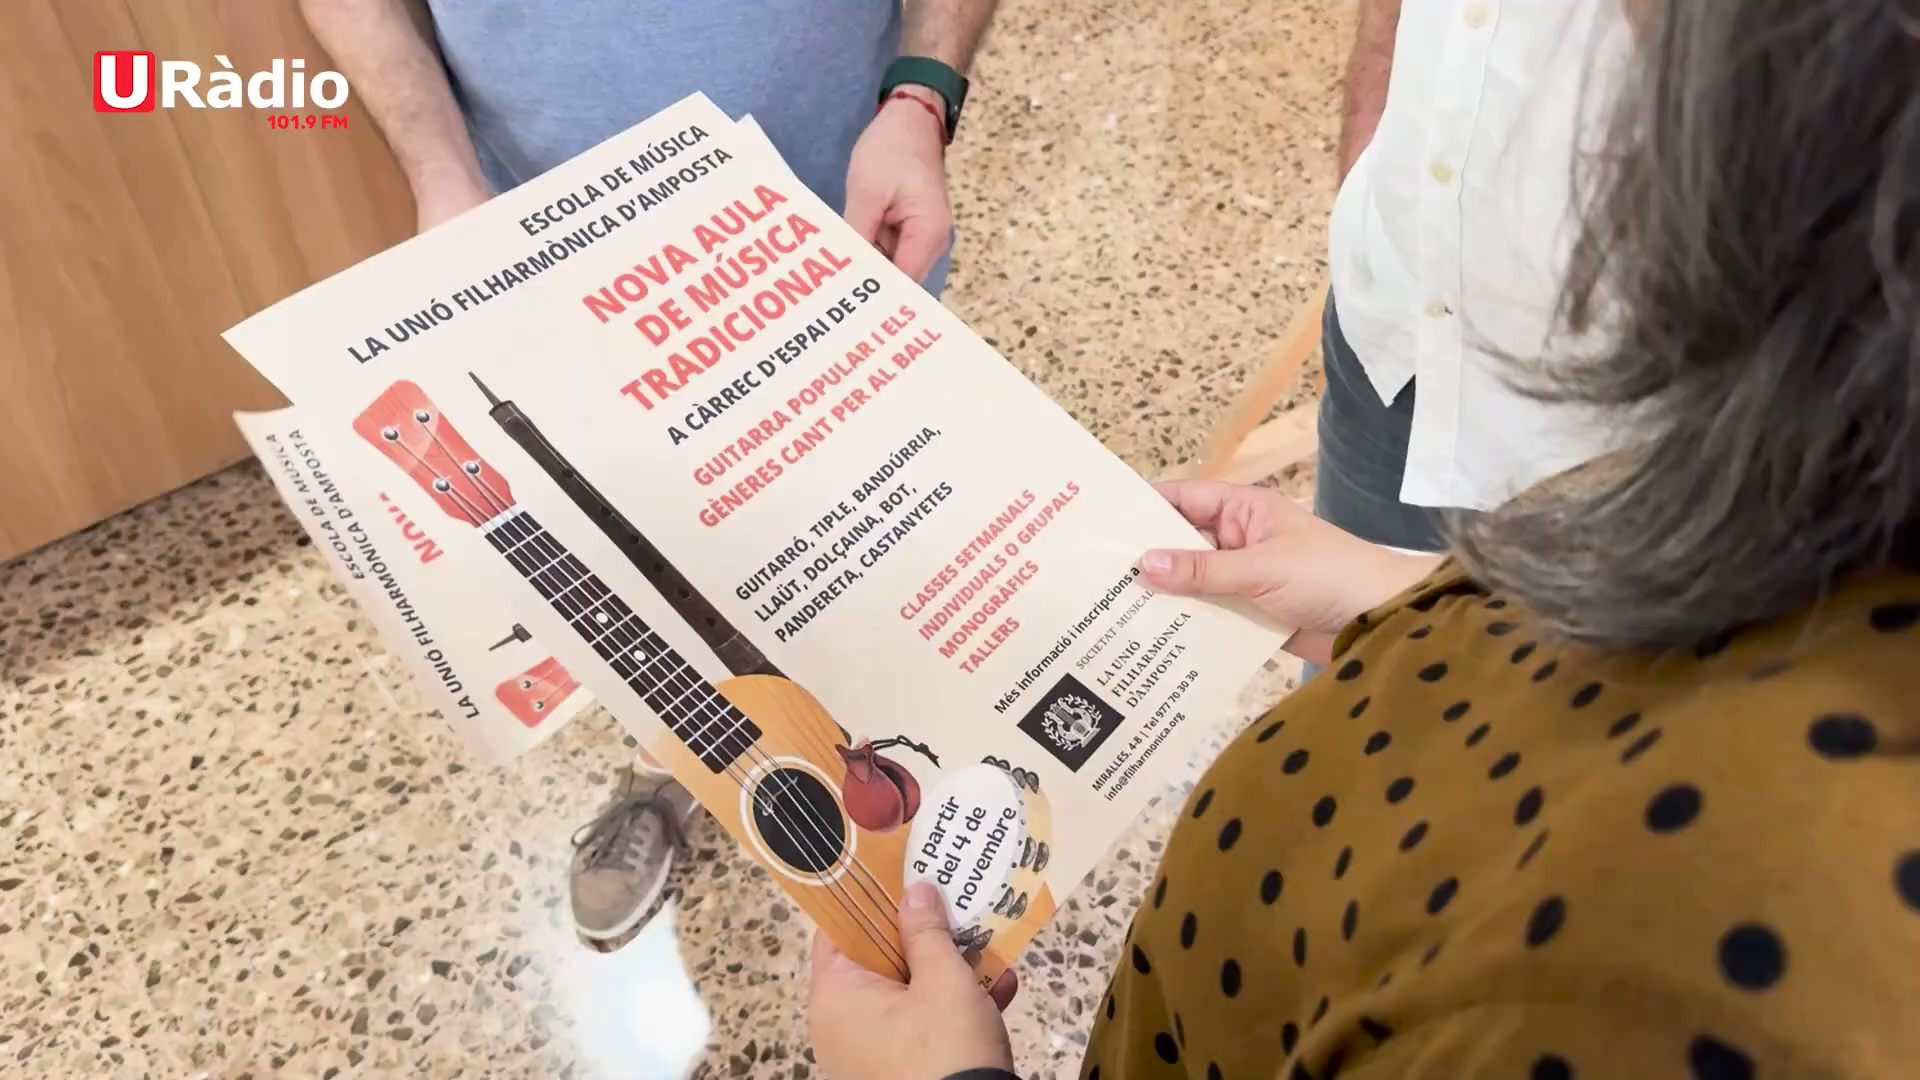 URàdio
101.9 FM
ESCOLA DE MÚSICA
LA UNIÓ FILHARMÒNICA D'AMPOSTA
NOVA AULA
DE MÚSICA
TRADICIONAL
A CÀRREC D'ESPAI DE SO
GUITARRA POPULAR I ELS
GÈNERES CANT PER AL BALL
GUITARRÓ, TIPLE, BANDÚRRIA,
LLAÜT, DOLÇAINA, BOT,
PANDERETA, CASTANYETES
CLASSES SETMANALS
INDIVIDUALS O GRUPALS
MONOGRÀFICS
TALLERS
Més informació i inscripcions a
SOCIETAT MUSICAL
LA UNIÓ
FILHARMÒNICA
D'AMPOSTA
MIRALLES, 4-8 | Tel 977 70 30 30
info@filharmonica.org
a partir
del 4 de
novembre
24
ESCOLA DE MÚSICA
LA UNIÓ FILHARMÒNICA D'AMPOSTA